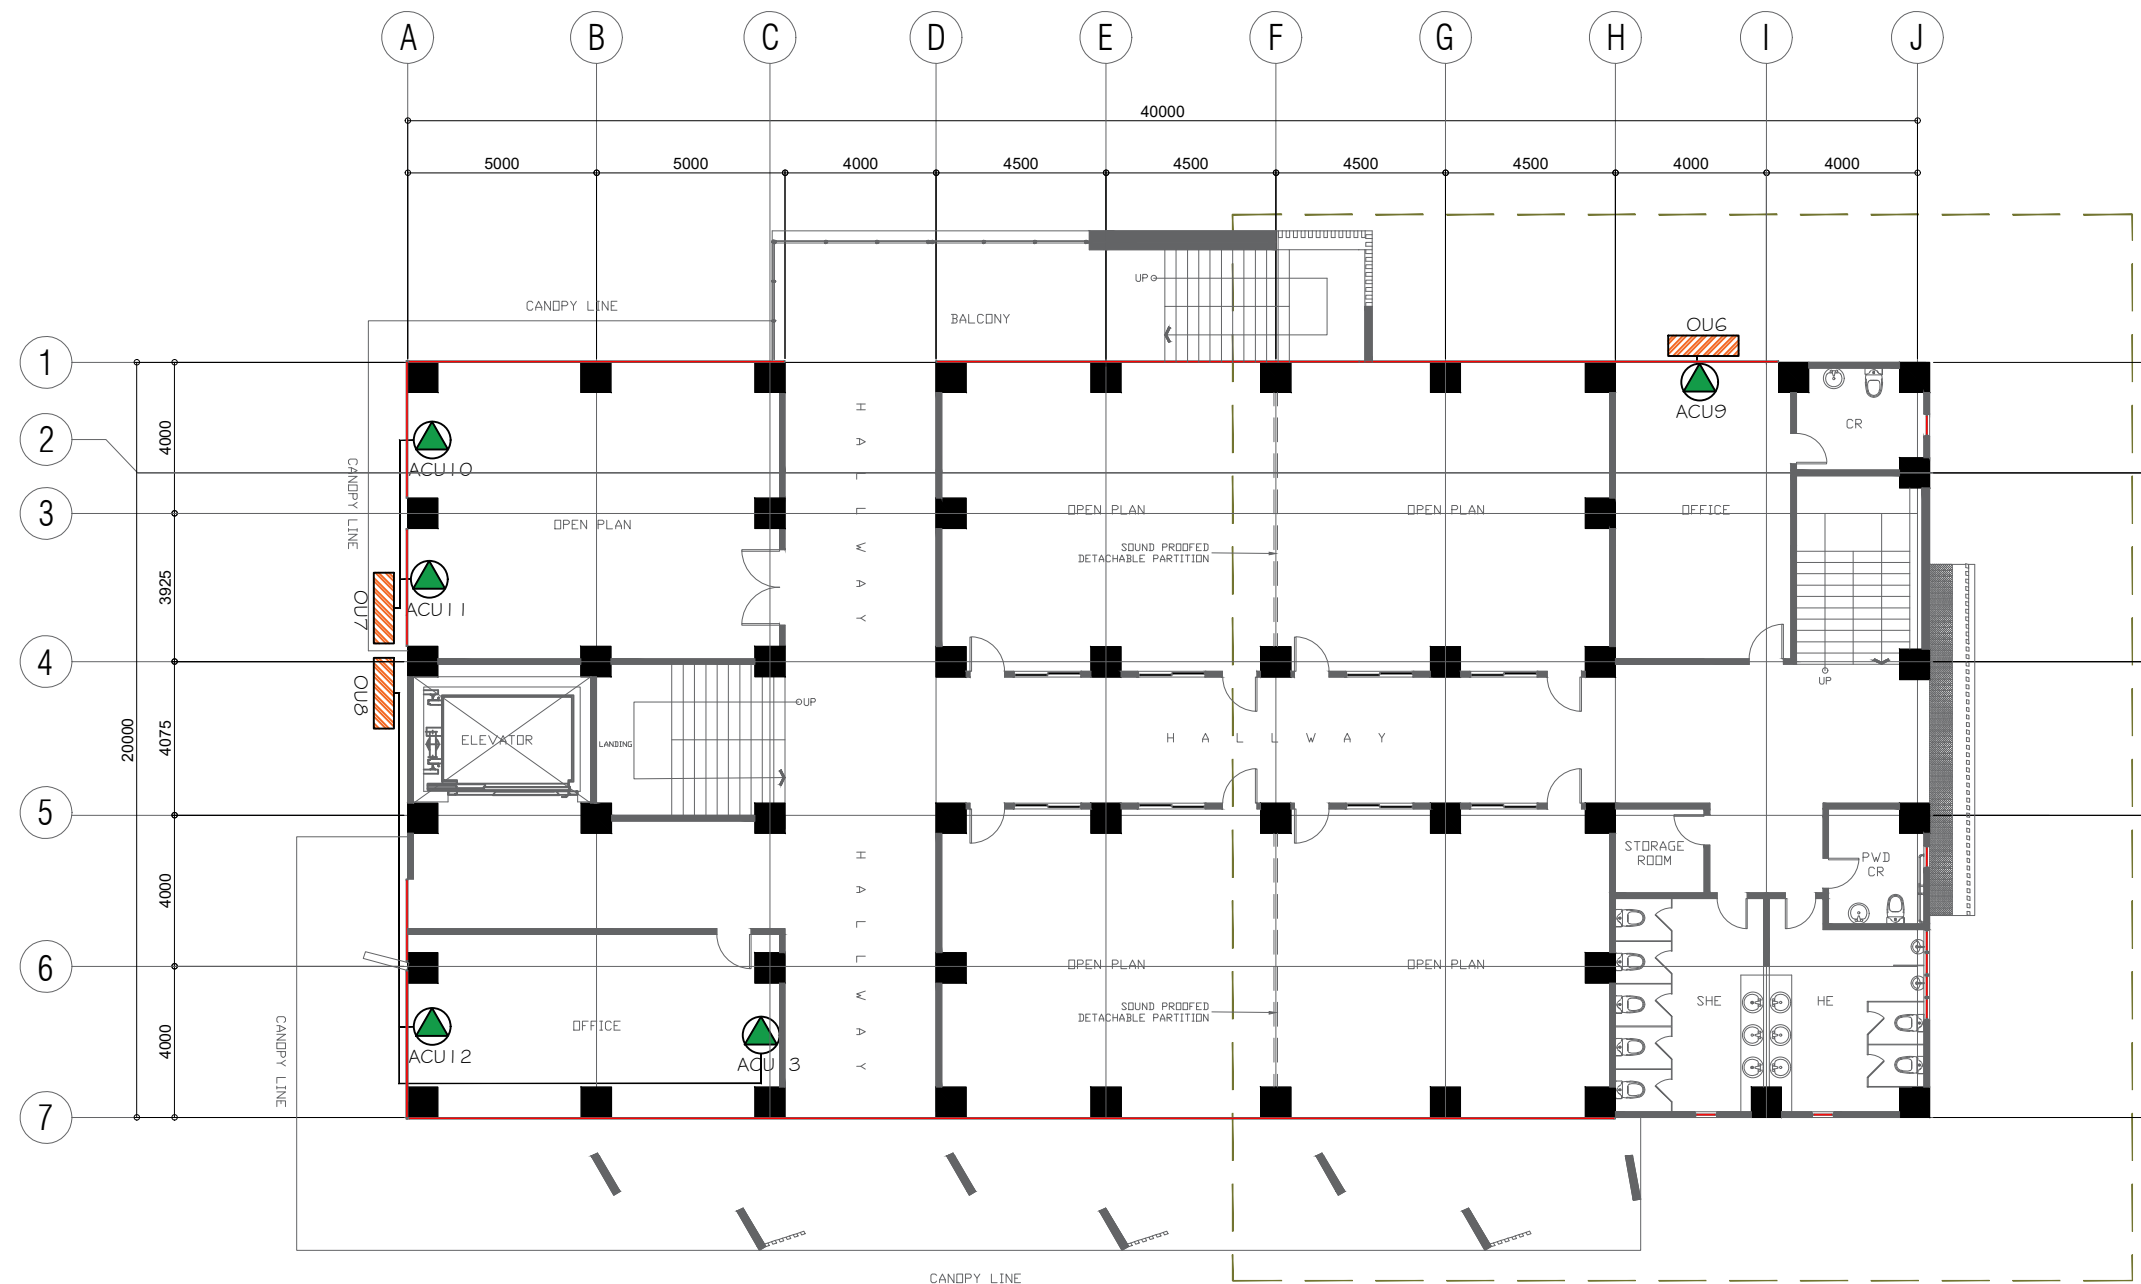 A B C D E F G H I J
40000
5000 5000 4000 4500 4500 4500 4500 4000 4000
UP
CANOPY LINE
BALCONY
OU6
1
ACU9
H
A
L
L
W
A
Y
CR
2
4000
ACU10
CANOPY LINE
3
OPEN PLAN
OPEN PLAN
OPEN PLAN
OFFICE
SOUND PROOFED
DETACHABLE PARTITION
3925
OU7
ACU11
4
UP
OU8
UP
20000
4075
ELEVATOR
LANDING
H A L L W A Y
5
STORAGE
ROOM
PWD
CR
H
A
L
L
W
A
Y
4000
6
OPEN PLAN
OPEN PLAN
SHE
HE
SOUND PROOFED
DETACHABLE PARTITION
OFFICE
4000
CANOPY LINE
ACU12
ACU 3
7
CANOPY LINE